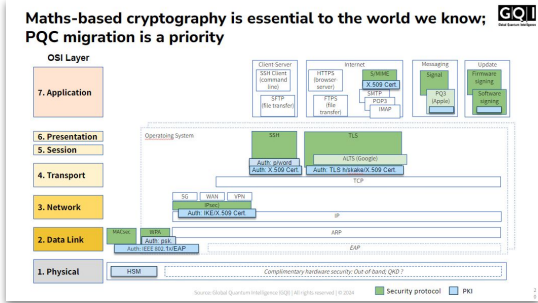 Maths-based cryptography is essential to the world we know;
PQC migration is a priority
GQI
Global Quantum Intelligence
OSI Layer
7. Application
6. Presentation
5. Session
4. Transport
3. Network
2. Data Link
1. Physical
Client-Server
SSH Client
(command
line)
SFTP
(file transfer)
Internet
HTTPS
(browser-
server)
FTPS
(file
transfer)
S/MIME
X.509 Cert.
SMTP
POP3
IMAP
Messaging
Signal
PQ3
(Apple)
Update
Firmware
signing
Software
signing
Operatoing System
SSH
Auth: p/word
Auth: X.509 Cert
TLS
ALTS (Google)
Auth: TLS h/skake/X.509 Cert.
TCP
5G
WAN
VPN
IPsec
Auth: IKE/X.509 Cert.
IP
MACsec
WPA
Auth: psk.
Auth: IEEE 802.1x/EAP
ARP
EAP
HSM
Complimentary hardware security: Out of band, QKD ?
Source: Global Quantum Intelligence (GQI) | All rights reserved | © 2024
Security protocol
PKI